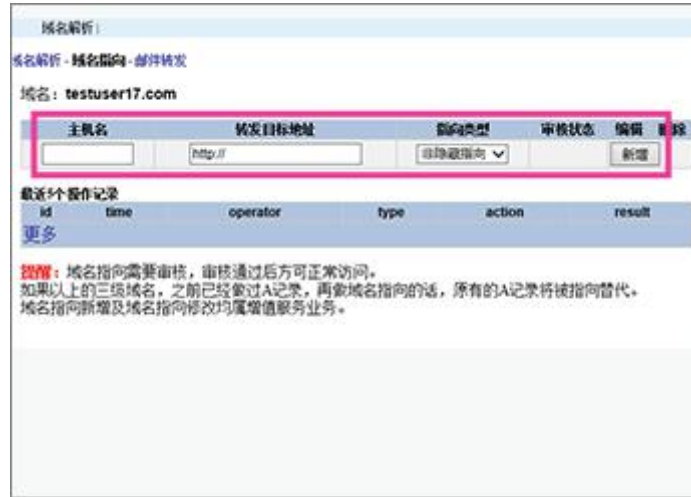 域名解析：
域名解析 - 域名指向 - 邮件转发
域名：testuser17.com
主机名 转发目标地址 指向类型 审核状态 编辑 删除
http:// 非隐藏指向 新增
最近5个操作记录
id time operator type action result
更多
提醒：域名指向需要审核，审核通过后方可正常访问。
如果以上的三级域名，之前已经做过A记录，再做域名指向的话，原有的A记录将被指向替代。
域名指向新增及域名指向修改均属增值服务业务。